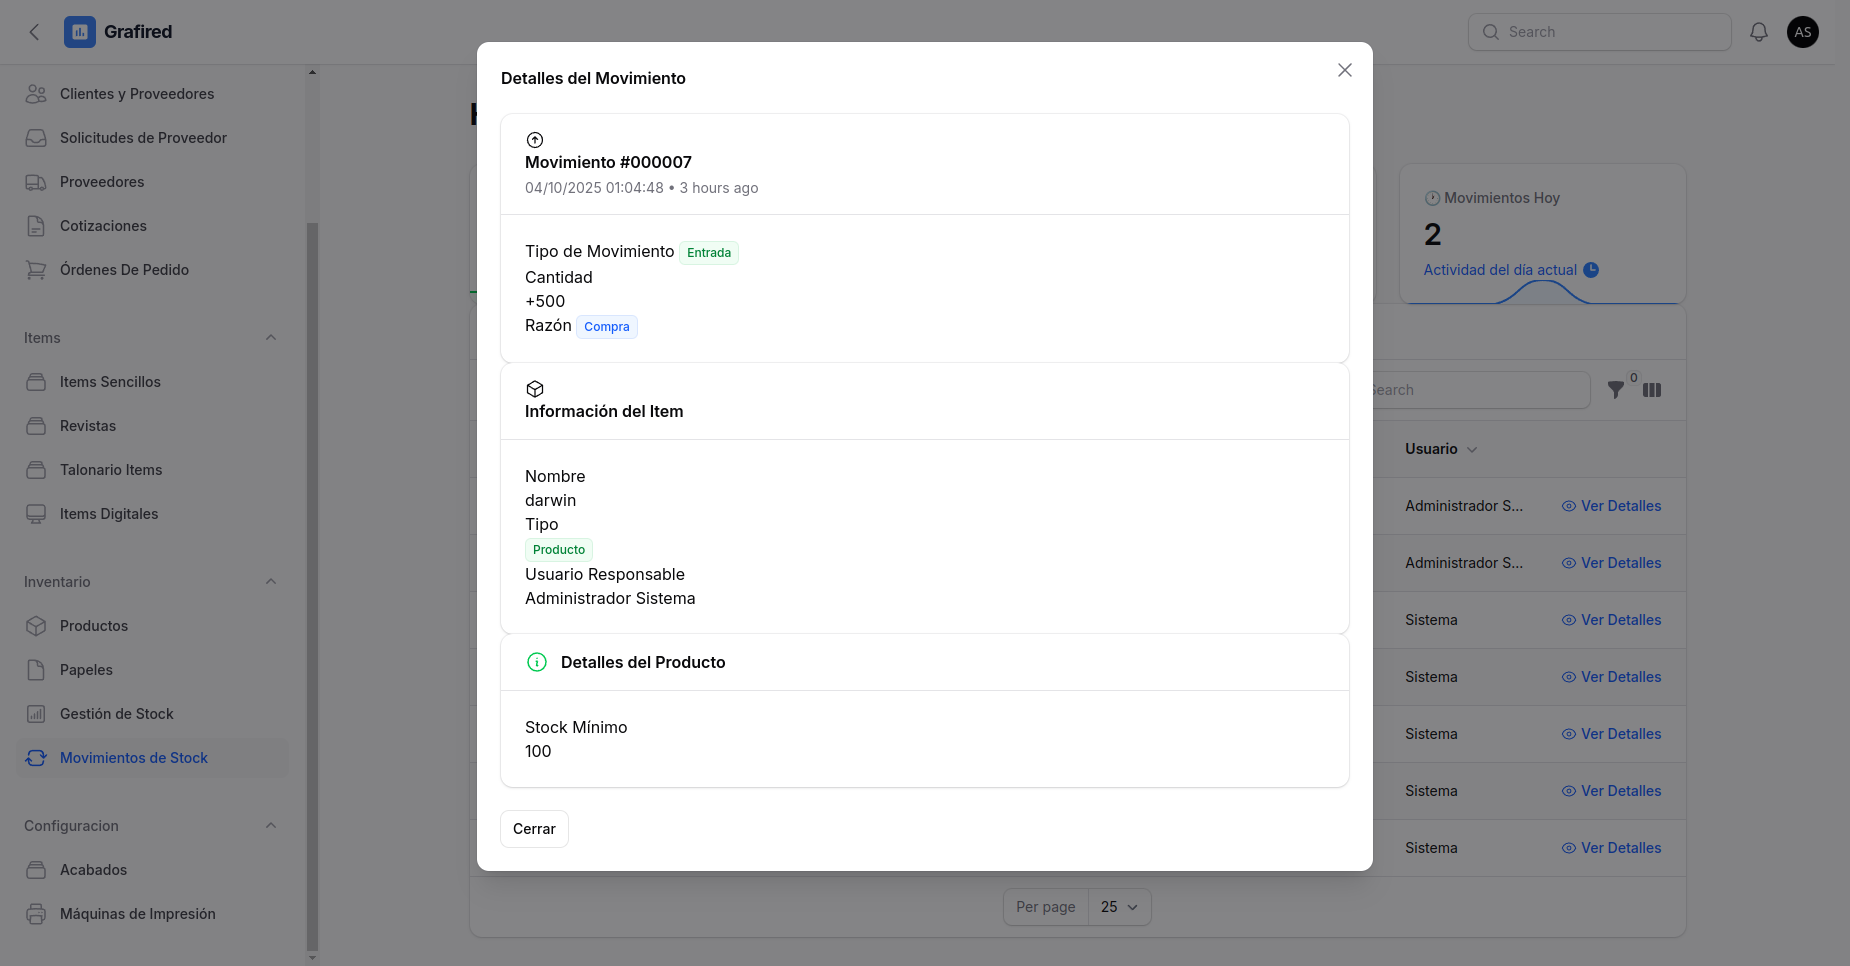 Grafired
Search
AS
Clientes y Proveedores
Solicitudes de Proveedor
Proveedores
Cotizaciones
Órdenes De Pedido
Items
Items Sencillos
Revistas
Talonario Items
Items Digitales
Inventario
Productos
Papeles
Gestión de Stock
Movimientos de Stock
Configuracion
Acabados
Máquinas de Impresión
Detalles del Movimiento
Movimiento #000007
04/10/2025 01:04:48 • 3 hours ago
Tipo de Movimiento Entrada
Cantidad
+500
Razón Compra
Información del Item
Nombre
darwin
Tipo
Producto
Usuario Responsable
Administrador Sistema
Detalles del Producto
Stock Mínimo
100
Cerrar
Movimientos Hoy
2
Actividad del día actual
Search
0
Usuario
Administrador S... Ver Detalles
Administrador S... Ver Detalles
Sistema Ver Detalles
Sistema Ver Detalles
Sistema Ver Detalles
Sistema Ver Detalles
Sistema Ver Detalles
Per page 25